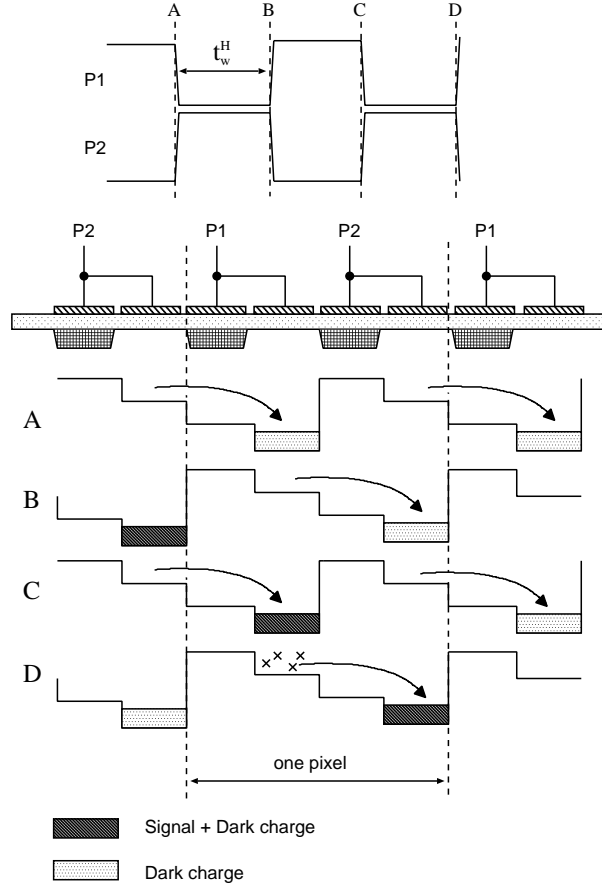 A B C D
t_w^H
P1
P2
P2 P1 P2 P1
A
B
C
D
one pixel
Signal + Dark charge
Dark charge